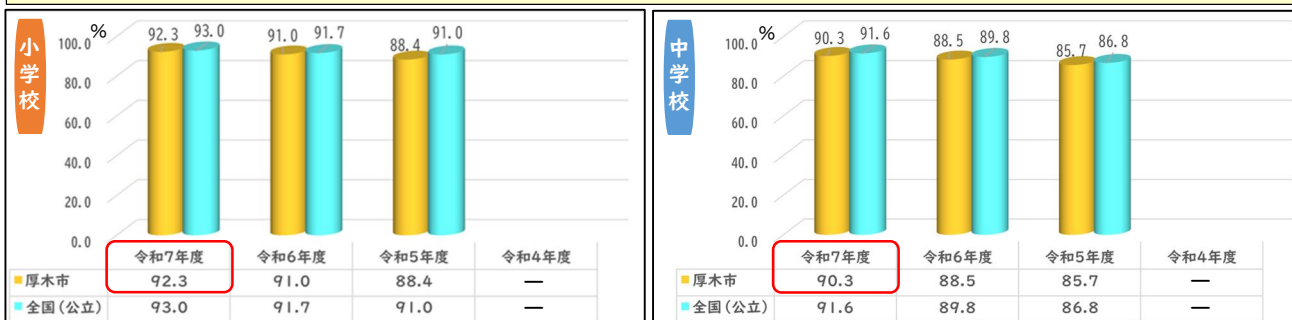 小学校
%
100.0
80.0
60.0
40.0
20.0
0.0
92.3 93.0
91.0 91.7
88.4 91.0
令和7年度 令和6年度 令和5年度 令和4年度
厚木市 92.3 91.0 88.4 —
全国(公立) 93.0 91.7 91.0 —
中学校
%
100.0
80.0
60.0
40.0
20.0
0.0
90.3 91.6
88.5 89.8
85.7 86.8
令和7年度 令和6年度 令和5年度 令和4年度
厚木市 90.3 88.5 85.7 —
全国(公立) 91.6 89.8 86.8 —